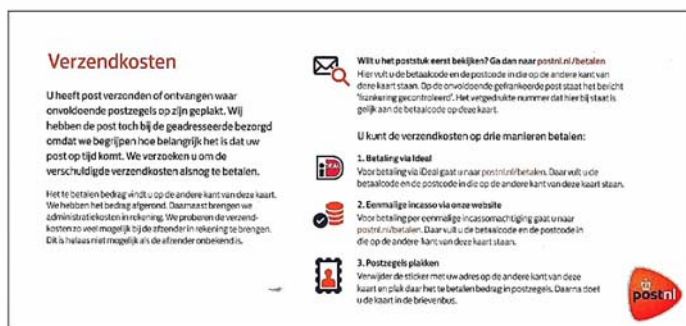 Verzendkosten
U heeft post verzonden of ontvangen waar
onvoldoende postzegels op zijn geplakt. Wij
hebben de post toch bij de geadresseerde bezorgd
omdat we begrijpen hoe belangrijk het is dat uw
post op tijd komt. We verzoeken u om de
verschuldigde verzendkosten alsnog te betalen.
Het te betalen bedrag vindt u op de andere kant van deze kaart.
We hebben het bedrag afgerond. Daarnaast brengen we
administratiekosten in rekening. We proberen de verzend-
kosten zo veel mogelijk bij de afzender in rekening te brengen.
Dit is helaas niet mogelijk als de afzender onbekend is.
Wilt u het poststuk eerst bekijken? Ga dan naar postnl.nl/betalen
Hier vult u de betaalcode en de postcode in die op de andere kant van
deze kaart staan. Op de onvoldoende gefrankeerde post staat het bericht
'frankering gecontroleerd'. Het vetgedrukte nummer dat hier bij staat is
gelijk aan de betaalcode op deze kaart.
U kunt de verzendkosten op drie manieren betalen:
1. Betaling via Ideal
Voor betaling via iDeal gaat u naar postnl.nl/betalen. Daar vult u de
betaalcode en de postcode in die op de andere kant van deze kaart staan.
2. Eenmalige incasso via onze website
Voor betaling per eenmalige incassomachtiging gaat u naar
postnl.nl/betalen. Daar vult u de betaalcode en de postcode in
die op de andere kant van deze kaart staan.
3. Postzegels plakken
Verwijder de sticker met uw adres op de andere kant van deze
kaart en plak daar het te betalen bedrag in postzegels. Daarna doet
u de kaart in de brievenbus.
iDEAL
postnl